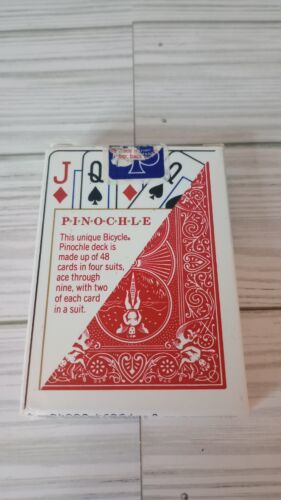 J Q 2
P·I·N·O·C·H·L·E
This unique Bicycle®
Pinochle deck is
made up of 48
cards in four suits,
ace through
nine, with two
of each card
in a suit.